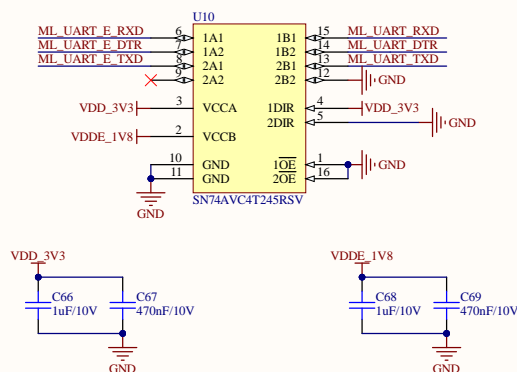 U10
ML_UART_E_RXD 6 1A1 1B1 15 ML_UART_RXD
ML_UART_E_DTR 7 1A2 1B2 14 ML_UART_DTR
ML_UART_E_TXD 8 2A1 2B1 13 ML_UART_TXD
9 2A2 2B2 12 GND
VDD_3V3 3 VCCA 1DIR 4 VDD_3V3
2DIR 5 GND
VDDE_1V8 2 VCCB
10 GND 1OE 1 GND
11 GND 2OE 16
GND
SN74AVC4T245RSV
VDD_3V3
C66
1uF/10V
C67
470nF/10V
GND
VDDE_1V8
C68
1uF/10V
C69
470nF/10V
GND